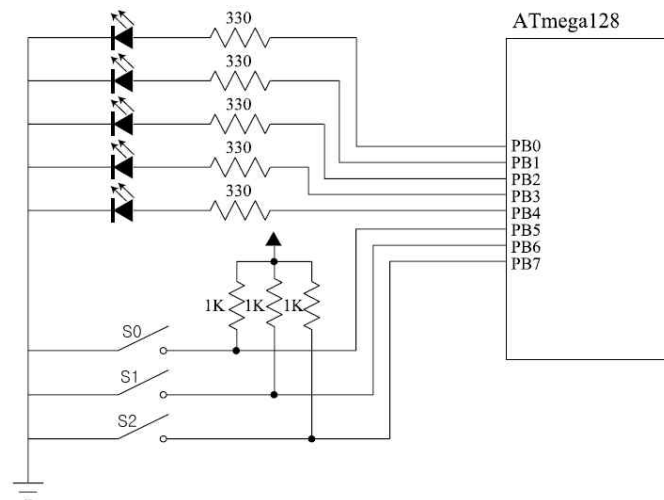 ATmega128
330
330
330
330
330
PB0
PB1
PB2
PB3
PB4
PB5
PB6
PB7
1K
1K
1K
S0
S1
S2